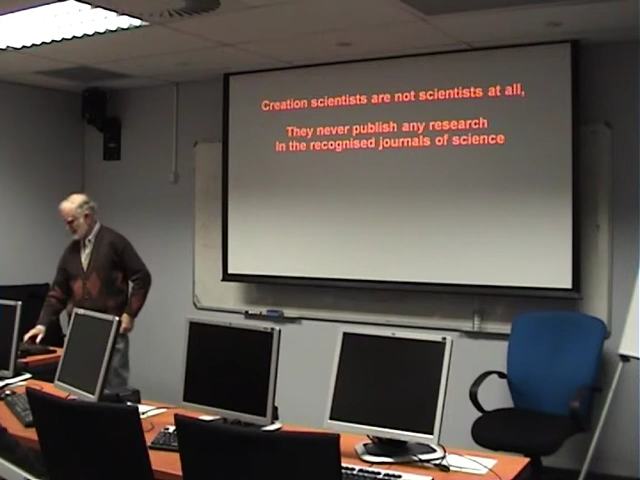 Creation scientists are not scientists at all,
They never publish any research
In the recognised journals of science